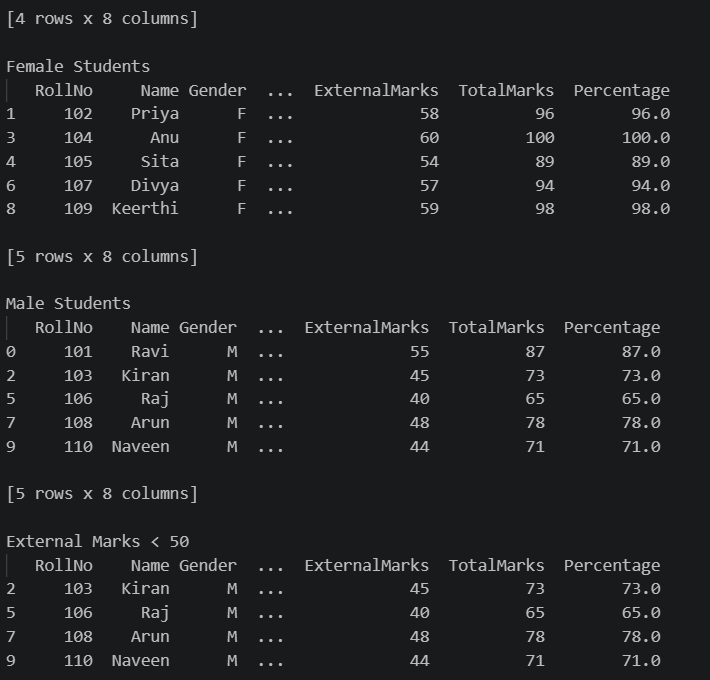 [4 rows x 8 columns]
Female Students
RollNo Name Gender ... ExternalMarks TotalMarks Percentage
1 102 Priya F ... 58 96 96.0
3 104 Anu F ... 60 100 100.0
4 105 Sita F ... 54 89 89.0
6 107 Divya F ... 57 94 94.0
8 109 Keerthi F ... 59 98 98.0
[5 rows x 8 columns]
Male Students
RollNo Name Gender ... ExternalMarks TotalMarks Percentage
0 101 Ravi M ... 55 87 87.0
2 103 Kiran M ... 45 73 73.0
5 106 Raj M ... 40 65 65.0
7 108 Arun M ... 48 78 78.0
9 110 Naveen M ... 44 71 71.0
[5 rows x 8 columns]
External Marks < 50
RollNo Name Gender ... ExternalMarks TotalMarks Percentage
2 103 Kiran M ... 45 73 73.0
5 106 Raj M ... 40 65 65.0
7 108 Arun M ... 48 78 78.0
9 110 Naveen M ... 44 71 71.0